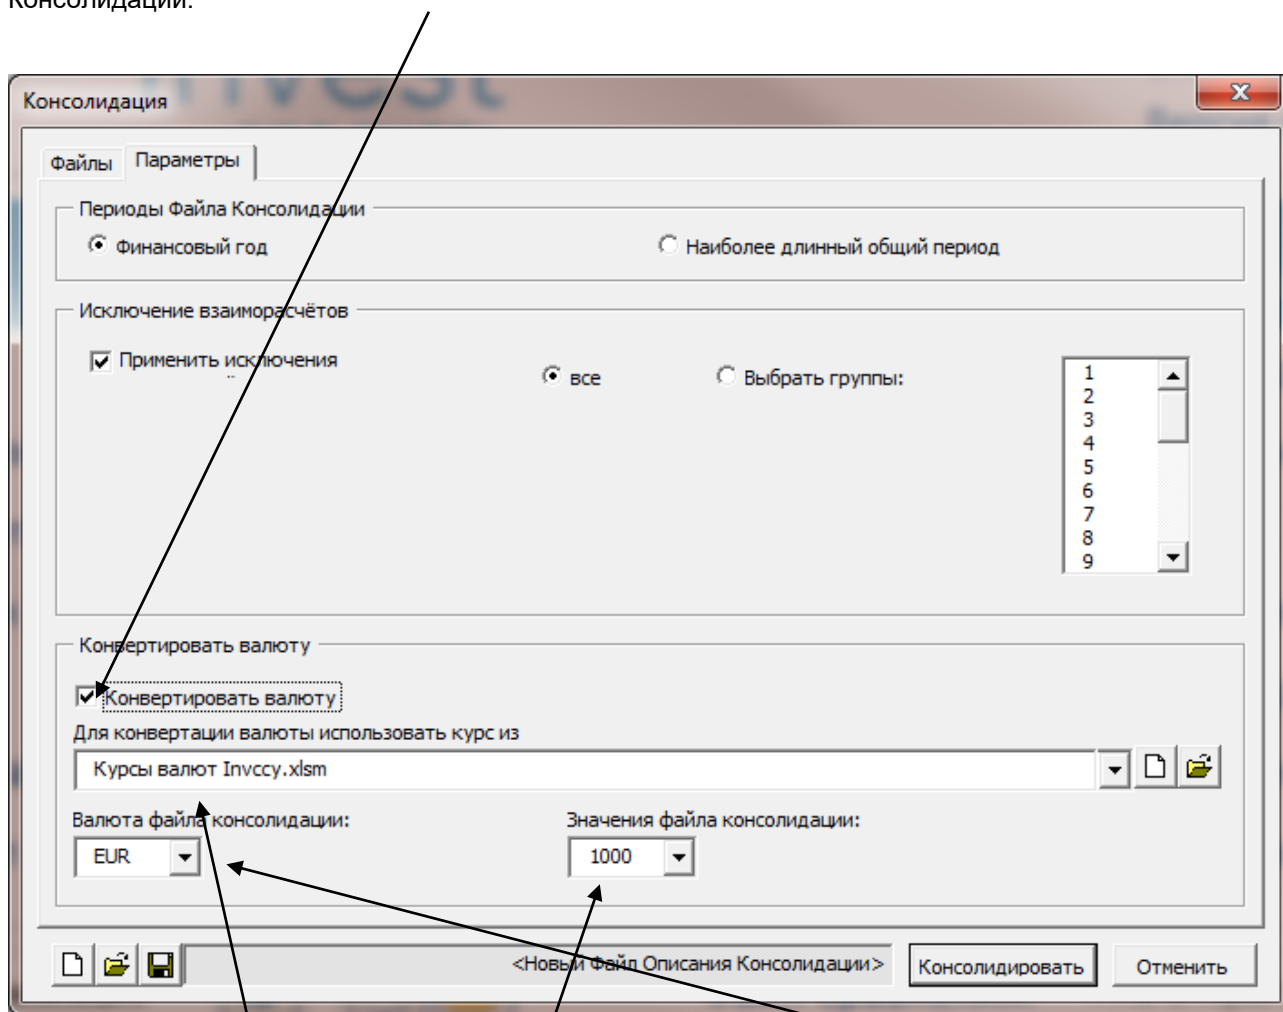 Консолидации.
Invest
Консолидация
Файлы Параметры
Периоды Файла Консолидации
Финансовый год Наиболее длинный общий период
Исключение взаиморасчётов
Применить исключения
все Выбрать группы:
1
2
3
4
5
6
7
8
9
Конвертировать валюту
Конвертировать валюту
Для конвертации валюты использовать курс из
Курсы валют Invccy.xlsm
Валюта файла консолидации: Значения файла консолидации:
EUR 1000
<Новый Файл Описания Консолидации> Консолидировать Отменить